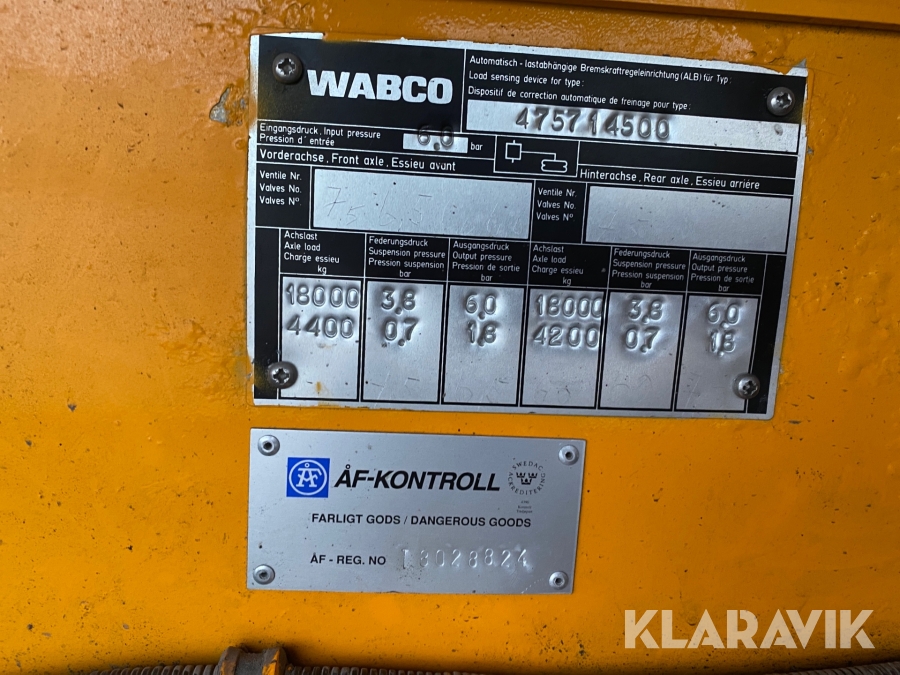 WABCO
Automatisch - lastabhängige Bremskraftregeleinrichtung (ALB) für Typ:
Load sensing device for type:
Dispositif de correction automatique de freinage pour type:
475714500
Eingangsdruck, Input pressure
Pression d'entrée
6,0 bar
Vorderachse, Front axle, Essieu avant
Hinterachse, Rear axle, Essieu arrière
Ventile Nr.
Valves No.
Valves N°
Ventile Nr.
Valves No.
Valves N°
Achslast
Axle load
Charge essieu
kg
Federungsdruck
Suspension pressure
Pression suspension
bar
Ausgangsdruck
Output pressure
Pression de sortie
bar
Achslast
Axle load
Charge essieu
kg
Federungsdruck
Suspension pressure
Pression suspension
bar
Ausgangsdruck
Output pressure
Pression de sortie
bar
18000 3,8 6,0 18000 3,8 6,0
4400 0,7 1,8 4200 0,7 1,8
ÅF
ÅF-KONTROLL
SWEDAC
ACKREDITERING
FARLIGT GODS / DANGEROUS GOODS
ÅF - REG. NO
KLARAVIK